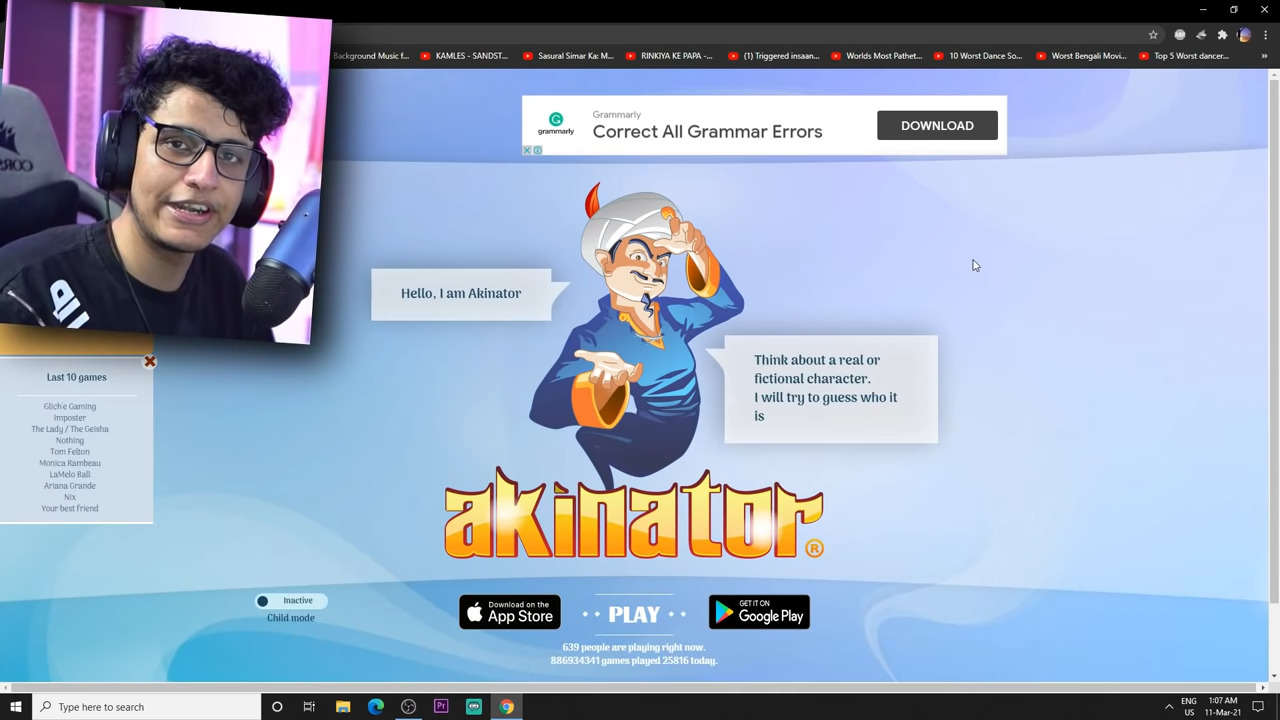 Background Music f...
KAMLES - SANDST...
Sasural Simar Ka: M...
RINKIYA KE PAPA -...
(1) Triggered insaan...
Worlds Most Pathet...
10 Worst Dance So...
Worst Bengali Movi...
Top 5 Worst dancer...
»
Grammarly
grammarly
Correct All Grammar Errors
DOWNLOAD
Hello, I am Akinator
Think about a real or
fictional character.
I will try to guess who it
is
Last 10 games
Glich'e Gaming
Imposter
The Lady / The Geisha
Nothing
Tom Felton
Monica Rambeau
LaMelo Ball
Ariana Grande
Nix
Your best friend
akinator®
Inactive
Child mode
Download on the
App Store
PLAY
GET IT ON
Google Play
639 people are playing right now.
886934341 games played 25816 today.
Type here to search
Pr
ENG
US
1:07 AM
11-Mar-21